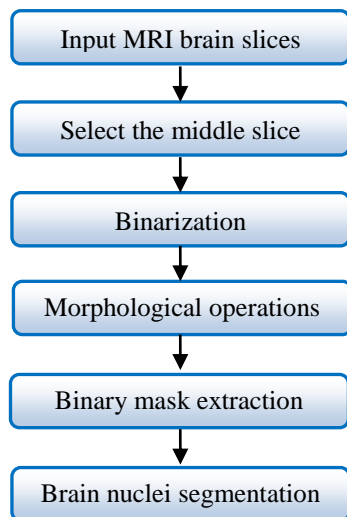 Input MRI brain slices
Select the middle slice
Binarization
Morphological operations
Binary mask extraction
Brain nuclei segmentation